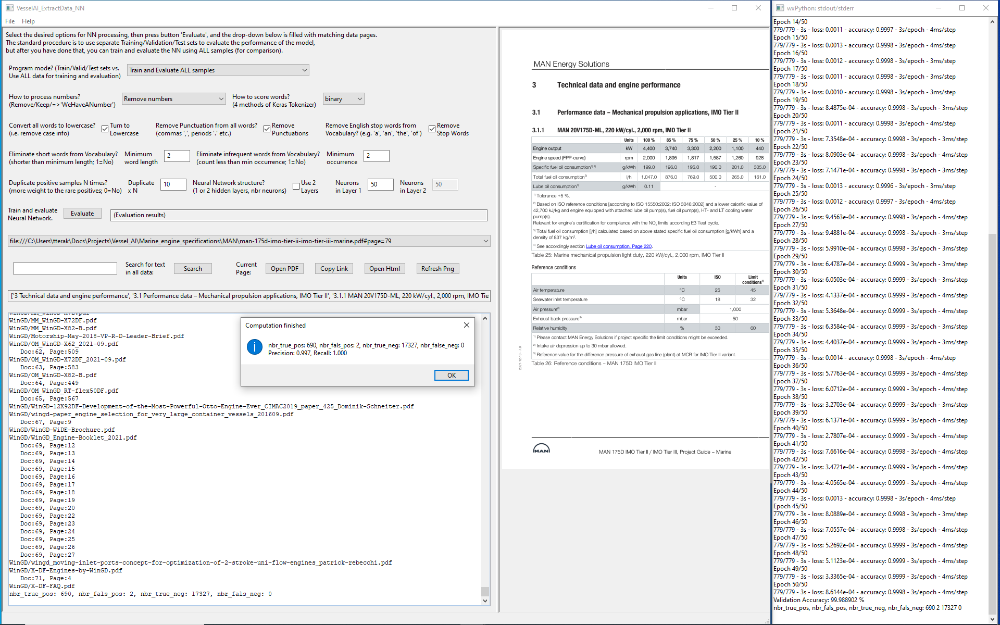 VesselAI_ExtractData_NN
File Help
Select the desired options for NN processing, then press button 'Evaluate', and the drop-down below is filled with matching data pages.
The standard procedure is to use separate Training/Validation/Test sets to evaluate the performance of the model,
but after you have done that, you can train and evaluate the NN using ALL samples (for comparison).
Program mode? (Train/Valid/Test sets vs.
Use ALL data for training and evaluation)
Train and Evaluate ALL samples
How to process numbers?
(Remove/Keep/=>'WeHaveANumber')
Remove numbers
How to score words?
(4 methods of Keras Tokenizer)
binary
Convert all words to lowercase?
(i.e. remove case info)
Turn to
Lowercase
Remove Punctuation from all words?
(commas ',', periods '.' etc.)
Remove
Punctuations
Remove English stop words from
Vocabulary? (e.g. 'a', 'an', 'the', 'of')
Remove
Stop Words
Eliminate short words from Vocabulary?
(shorter than minimum length; 1=No)
Minimum
word length
2
Eliminate infrequent words from Vocabulary?
(count less than min occurrence; 1=No)
Minimum
occurrence
2
Duplicate positive samples N times?
(more weight to the rare positives; 0=No)
Duplicate
x N
10
Neural Network structure?
(1 or 2 hidden layers, nbr neurons)
Use 2
Layers
Neurons
in Layer 1
50
Neurons
in Layer 2
50
Train and evaluate
Neural Network.
Evaluate
(Evaluation results)
file:///C:\Users\tterak\Docs\Projects\Vessel_AI\Marine_engine_specifications\MAN\man-175d-imo-tier-ii-imo-tier-iii-marine.pdf#page=79
Search for text
in all data:
Search
Current
Page:
Open PDF
Copy Link
Open Html
Refresh Png
['3 Technical data and engine performance', '3.1 Performance data – Mechanical propulsion applications, IMO Tier II', '3.1.1 MAN 20V175D-ML, 220 kW/cyl., 2,000 rpm, IMO Tie
WinGD/MM_WinGD-X72DF.pdf
WinGD/MM_WinGD-X82-B.pdf
WinGD/Motorship-May-2018-VP-R-D-Leader-Brief.pdf
WinGD/OM_WinGD-X62_2021-09.pdf
Doc:62, Page:509
WinGD/OM_WinGD-X72DF_2021-09.pdf
Doc:63, Page:583
WinGD/OM_WinGD-X82-B.pdf
Doc:64, Page:449
WinGD/OM_WinGD_RT-flex50DF.pdf
Doc:65, Page:567
WinGD/WinGD-12X92DF-Development-of-the-Most-Powerful-Otto-Engine-Ever_CIMAC2019_paper_425_Dominik-Schneiter.pdf
WinGD/wingd-paper_engine_selection_for_very_large_container_vessels_201609.pdf
Doc:67, Page:9
WinGD/WinGD-WiDE-Brochure.pdf
WinGD/WinGD_Engine-Booklet_2021.pdf
Doc:69, Page:12
Doc:69, Page:13
Doc:69, Page:14
Doc:69, Page:15
Doc:69, Page:16
Doc:69, Page:17
Doc:69, Page:18
Doc:69, Page:19
Doc:69, Page:20
Doc:69, Page:22
Doc:69, Page:23
Doc:69, Page:24
Doc:69, Page:25
Doc:69, Page:26
Doc:69, Page:27
WinGD/wingd_moving-inlet-ports-concept-for-optimization-of-2-stroke-uni-flow-engines_patrick-rebecchi.pdf
WinGD/X-DF-Engines-by-WinGD.pdf
Doc:71, Page:4
WinGD/X-DF-FAQ.pdf
nbr_true_pos: 690, nbr_fals_pos: 2, nbr_true_neg: 17327, nbr_fals_neg: 0
Computation finished
nbr_true_pos: 690, nbr_fals_pos: 2, nbr_true_neg: 17327, nbr_false_neg: 0
Precision: 0.997, Recall: 1.000
OK
MAN Energy Solutions
3 Technical data and engine performance
3.1 Performance data – Mechanical propulsion applications, IMO Tier II
3.1.1 MAN 20V175D-ML, 220 kW/cyl., 2,000 rpm, IMO Tier II
Units 100 % 85 % 75 % 50 % 25 % 10 %
Engine output kW 4,400 3,740 3,300 2,200 1,100 440
Engine speed (FPP-curve) rpm 2,000 1,895 1,817 1,587 1,260 928
Specific fuel oil consumption1) 2) g/kWh 199.0 196.0 195.0 190.0 201.0 305.0
Total fuel oil consumption3) l/h 1,047.0 876.0 769.0 500.0 265.0 161.0
Lube oil consumption4) g/kWh 0.11 -
1) Tolerance +5 %.
2) Based on ISO reference conditions [according to ISO 15550:2002; ISO 3046:2002] and a lower calorific value of
42,700 kJ/kg and engine equipped with attached lube oil pump(s), fuel oil pump(s), HT- and LT cooling water
pump(s).
Relevant for engine´s certification for compliance with the NOx limits according E3 Test cycle.
3) Total fuel oil consumption [l/h] calculated based on above stated specific fuel oil consumption [g/kWh] and a
density of 837 kg/m3.
4) See accordingly section Lube oil consumption, Page 220.
Table 25: Marine mechanical propulsion light duty, 220 kW/cyl., 2,000 rpm, IMO Tier II
Reference conditions
Units ISO Limit
conditions1)
Air temperature °C 25 45
Seawater inlet temperature °C 18 32
Air pressure2) mbar 1,000
Exhaust back pressure3) mbar 50
Relative humidity % 30 60
1) Please contact MAN Energy Solutions if project specific the limit conditions might be exceeded.
2) Intake air depression up to 30 mbar allowed.
3) Reference value for the difference pressure of exhaust gas line (plant) at MCR for IMO Tier II variant.
Table 26: Reference conditions – MAN 175D IMO Tier II
2021-12-10 - 7.0
MAN
MAN 175D IMO Tier II / IMO Tier III, Project Guide – Marine
wxPython: stdout/stderr
Epoch 14/50
779/779 - 3s - loss: 0.0011 - accuracy: 0.9997 - 3s/epoch - 4ms/step
Epoch 15/50
779/779 - 3s - loss: 0.0013 - accuracy: 0.9998 - 3s/epoch - 4ms/step
Epoch 16/50
779/779 - 3s - loss: 0.0012 - accuracy: 0.9998 - 3s/epoch - 3ms/step
Epoch 17/50
779/779 - 3s - loss: 0.0011 - accuracy: 0.9998 - 3s/epoch - 3ms/step
Epoch 18/50
779/779 - 3s - loss: 0.0010 - accuracy: 0.9998 - 3s/epoch - 3ms/step
Epoch 19/50
779/779 - 3s - loss: 8.4875e-04 - accuracy: 0.9998 - 3s/epoch - 3ms/step
Epoch 20/50
779/779 - 3s - loss: 0.0011 - accuracy: 0.9998 - 3s/epoch - 4ms/step
Epoch 21/50
779/779 - 3s - loss: 7.3548e-04 - accuracy: 0.9998 - 3s/epoch - 3ms/step
Epoch 22/50
779/779 - 3s - loss: 8.0903e-04 - accuracy: 0.9998 - 3s/epoch - 4ms/step
Epoch 23/50
779/779 - 3s - loss: 7.1471e-04 - accuracy: 0.9998 - 3s/epoch - 3ms/step
Epoch 24/50
779/779 - 3s - loss: 0.0013 - accuracy: 0.9996 - 3s/epoch - 3ms/step
Epoch 25/50
779/779 - 3s - loss: 0.0012 - accuracy: 0.9997 - 3s/epoch - 4ms/step
Epoch 26/50
779/779 - 3s - loss: 9.4563e-04 - accuracy: 0.9998 - 3s/epoch - 4ms/step
Epoch 27/50
779/779 - 3s - loss: 9.4881e-04 - accuracy: 0.9998 - 3s/epoch - 3ms/step
Epoch 28/50
779/779 - 3s - loss: 5.9910e-04 - accuracy: 0.9998 - 3s/epoch - 4ms/step
Epoch 29/50
779/779 - 3s - loss: 6.4787e-04 - accuracy: 0.9999 - 3s/epoch - 3ms/step
Epoch 30/50
779/779 - 3s - loss: 6.0503e-04 - accuracy: 0.9999 - 3s/epoch - 3ms/step
Epoch 31/50
779/779 - 3s - loss: 4.1337e-04 - accuracy: 0.9999 - 3s/epoch - 4ms/step
Epoch 32/50
779/779 - 3s - loss: 5.3648e-04 - accuracy: 0.9998 - 3s/epoch - 4ms/step
Epoch 33/50
779/779 - 3s - loss: 6.3584e-04 - accuracy: 0.9999 - 3s/epoch - 4ms/step
Epoch 34/50
779/779 - 3s - loss: 4.4037e-04 - accuracy: 0.9999 - 3s/epoch - 3ms/step
Epoch 35/50
779/779 - 3s - loss: 0.0014 - accuracy: 0.9998 - 3s/epoch - 4ms/step
Epoch 36/50
779/779 - 3s - loss: 5.7763e-04 - accuracy: 0.9999 - 3s/epoch - 4ms/step
Epoch 37/50
779/779 - 3s - loss: 6.0712e-04 - accuracy: 0.9999 - 3s/epoch - 4ms/step
Epoch 38/50
779/779 - 3s - loss: 3.2703e-04 - accuracy: 0.9999 - 3s/epoch - 3ms/step
Epoch 39/50
779/779 - 3s - loss: 6.1371e-04 - accuracy: 0.9999 - 3s/epoch - 4ms/step
Epoch 40/50
779/779 - 3s - loss: 2.7807e-04 - accuracy: 0.9999 - 3s/epoch - 4ms/step
Epoch 41/50
779/779 - 3s - loss: 7.6616e-04 - accuracy: 0.9998 - 3s/epoch - 4ms/step
Epoch 42/50
779/779 - 3s - loss: 3.4721e-04 - accuracy: 0.9999 - 3s/epoch - 4ms/step
Epoch 43/50
779/779 - 3s - loss: 4.0565e-04 - accuracy: 0.9999 - 3s/epoch - 4ms/step
Epoch 44/50
779/779 - 3s - loss: 0.0013 - accuracy: 0.9998 - 3s/epoch - 4ms/step
Epoch 45/50
779/779 - 3s - loss: 8.0889e-04 - accuracy: 0.9998 - 3s/epoch - 3ms/step
Epoch 46/50
779/779 - 3s - loss: 7.0557e-04 - accuracy: 0.9998 - 3s/epoch - 4ms/step
Epoch 47/50
779/779 - 3s - loss: 5.2692e-04 - accuracy: 0.9999 - 3s/epoch - 4ms/step
Epoch 48/50
779/779 - 3s - loss: 5.1123e-04 - accuracy: 0.9999 - 3s/epoch - 4ms/step
Epoch 49/50
779/779 - 3s - loss: 3.3365e-04 - accuracy: 0.9999 - 3s/epoch - 4ms/step
Epoch 50/50
779/779 - 3s - loss: 8.6144e-04 - accuracy: 0.9998 - 3s/epoch - 4ms/step
Validation Accuracy: 99.988902 %
nbr_true_pos, nbr_fals_pos, nbr_true_neg, nbr_fals_neg: 690 2 17327 0